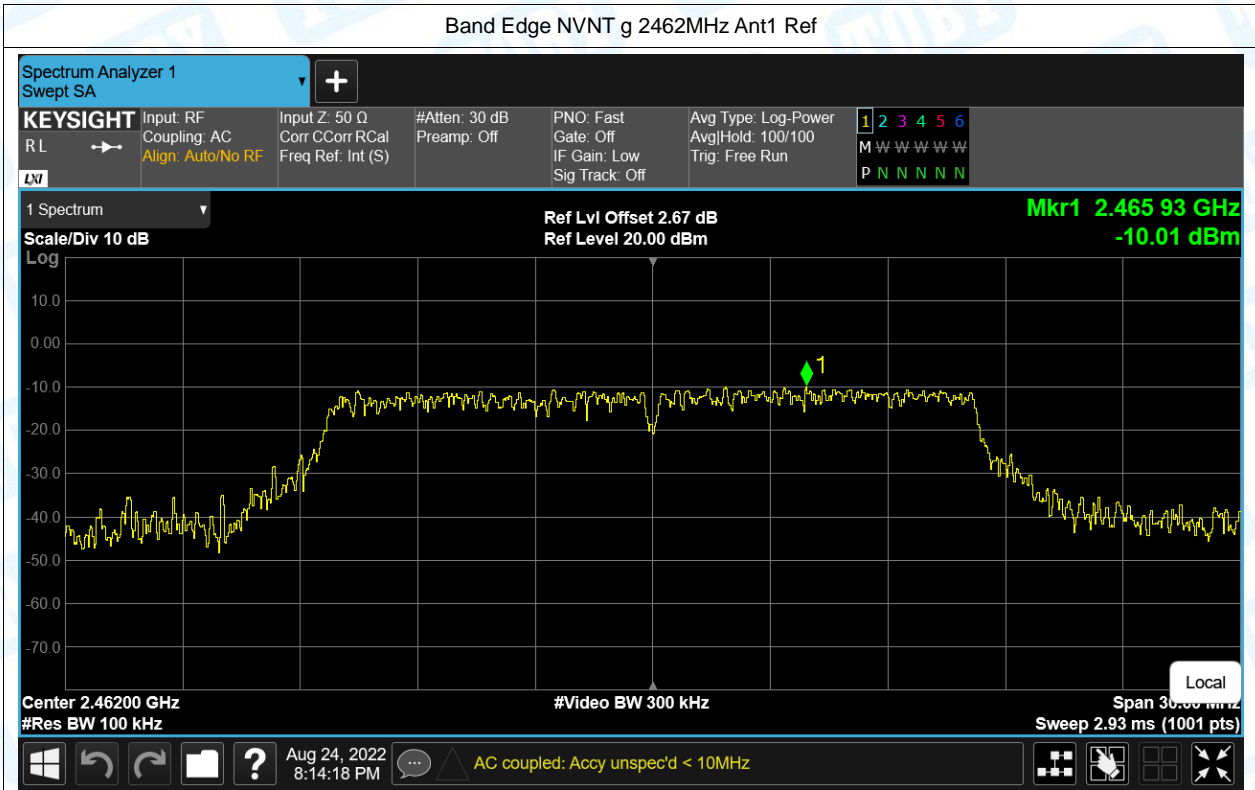 Band Edge NVNT g 2462MHz Ant1 Ref
Spectrum Analyzer 1
Swept SA
KEYSIGHT
RL
LXI
Input: RF
Coupling: AC
Align: Auto/No RF
Input Z: 50 Ω
Corr CCorr RCal
Freq Ref: Int (S)
#Atten: 30 dB
Preamp: Off
PNO: Fast
Gate: Off
IF Gain: Low
Sig Track: Off
Avg Type: Log-Power
Avg|Hold: 100/100
Trig: Free Run
1 2 3 4 5 6
M W W W W W W
P N N N N N
1 Spectrum
Scale/Div 10 dB
Ref Lvl Offset 2.67 dB
Ref Level 20.00 dBm
Mkr1 2.465 93 GHz
-10.01 dBm
Log
10.0
0.00
-10.0
-20.0
-30.0
-40.0
-50.0
-60.0
-70.0
1
Local
Center 2.46200 GHz
#Video BW 300 kHz
Span 30.00 MHz
#Res BW 100 kHz
Sweep 2.93 ms (1001 pts)
?
Aug 24, 2022
8:14:18 PM
AC coupled: Accy unspec'd < 10MHz